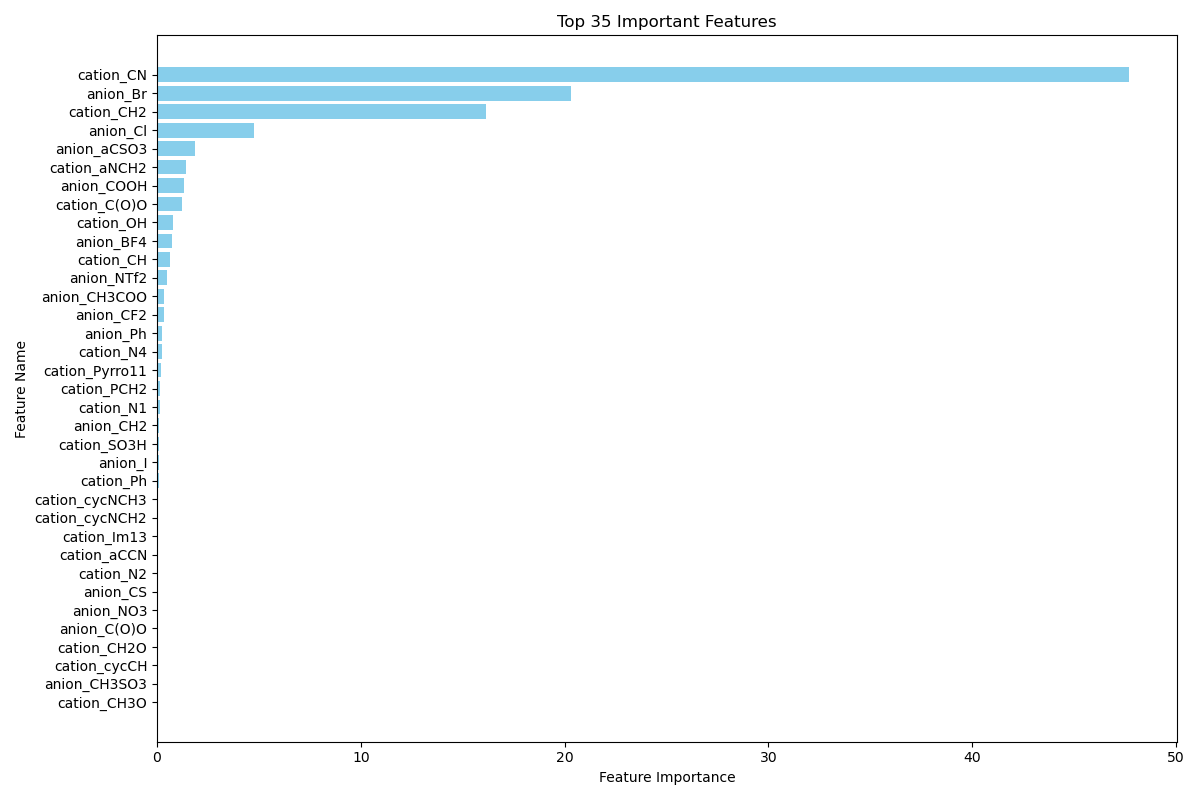 Top 35 Important Features
Feature Name
cation_CN
anion_Br
cation_CH2
anion_Cl
anion_aCSO3
cation_aNCH2
anion_COOH
cation_C(O)O
cation_OH
anion_BF4
cation_CH
anion_NTf2
anion_CH3COO
anion_CF2
anion_Ph
cation_N4
cation_Pyrro11
cation_PCH2
cation_N1
anion_CH2
cation_SO3H
anion_I
cation_Ph
cation_cycNCH3
cation_cycNCH2
cation_Im13
cation_aCCN
cation_N2
anion_CS
anion_NO3
anion_C(O)O
cation_CH2O
cation_cycCH
anion_CH3SO3
cation_CH3O
0 10 20 30 40 50
Feature Importance